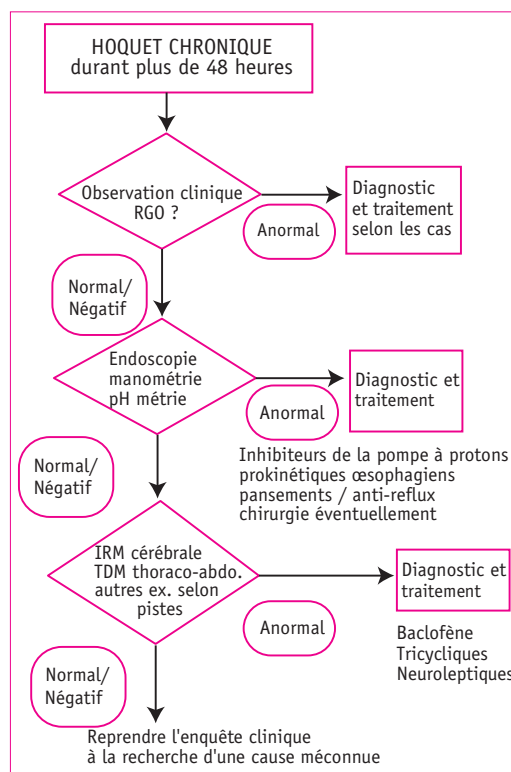 HOQUET CHRONIQUE
durant plus de 48 heures
Observation clinique
RGO ?
Anormal
Diagnostic
et traitement
selon les cas
Normal/
Négatif
Endoscopie
manométrie
pH métrie
Anormal
Diagnostic et
traitement
Inhibiteurs de la pompe à protons
prokinétiques œsophagiens
pansements / anti-reflux
chirurgie éventuellement
Normal/
Négatif
IRM cérébrale
TDM thoraco-abdo.
autres ex. selon
pistes
Anormal
Diagnostic et
traitement
Baclofène
Tricycliques
Neuroleptiques
Normal/
Négatif
Reprendre l'enquête clinique
à la recherche d'une cause méconnue